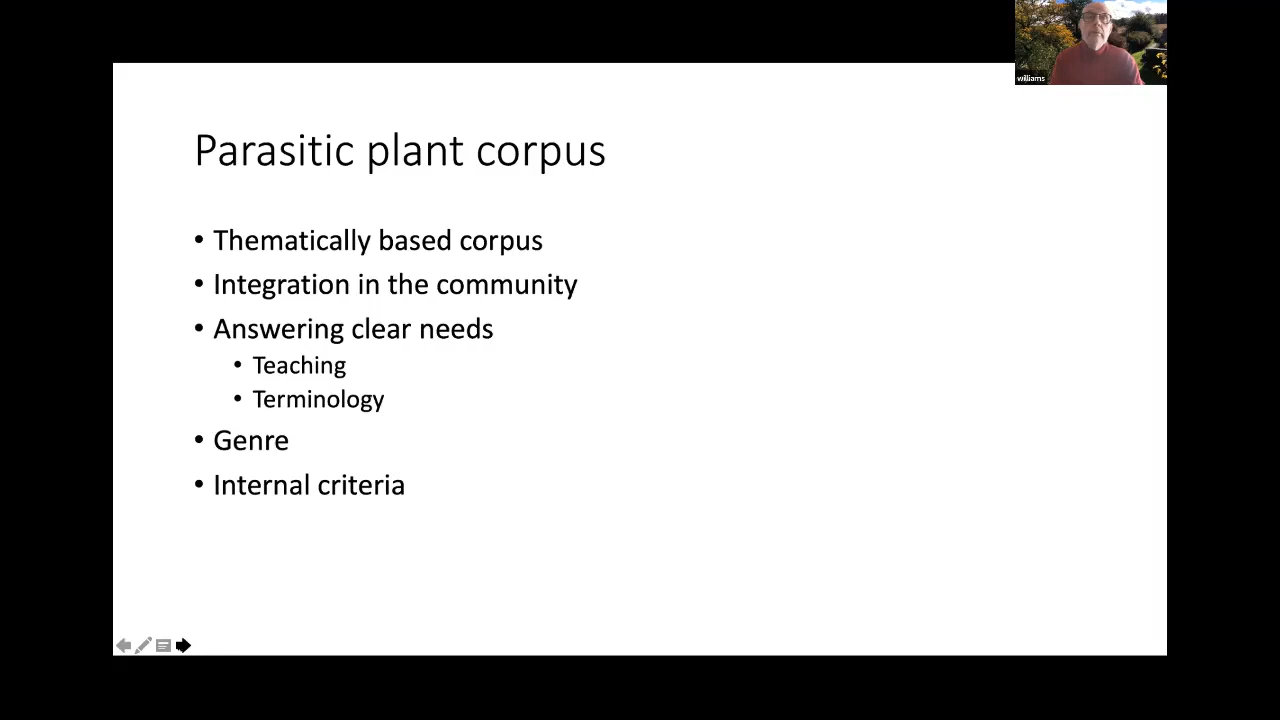 williams
Parasitic plant corpus
• Thematically based corpus
• Integration in the community
• Answering clear needs
• Teaching
• Terminology
• Genre
• Internal criteria